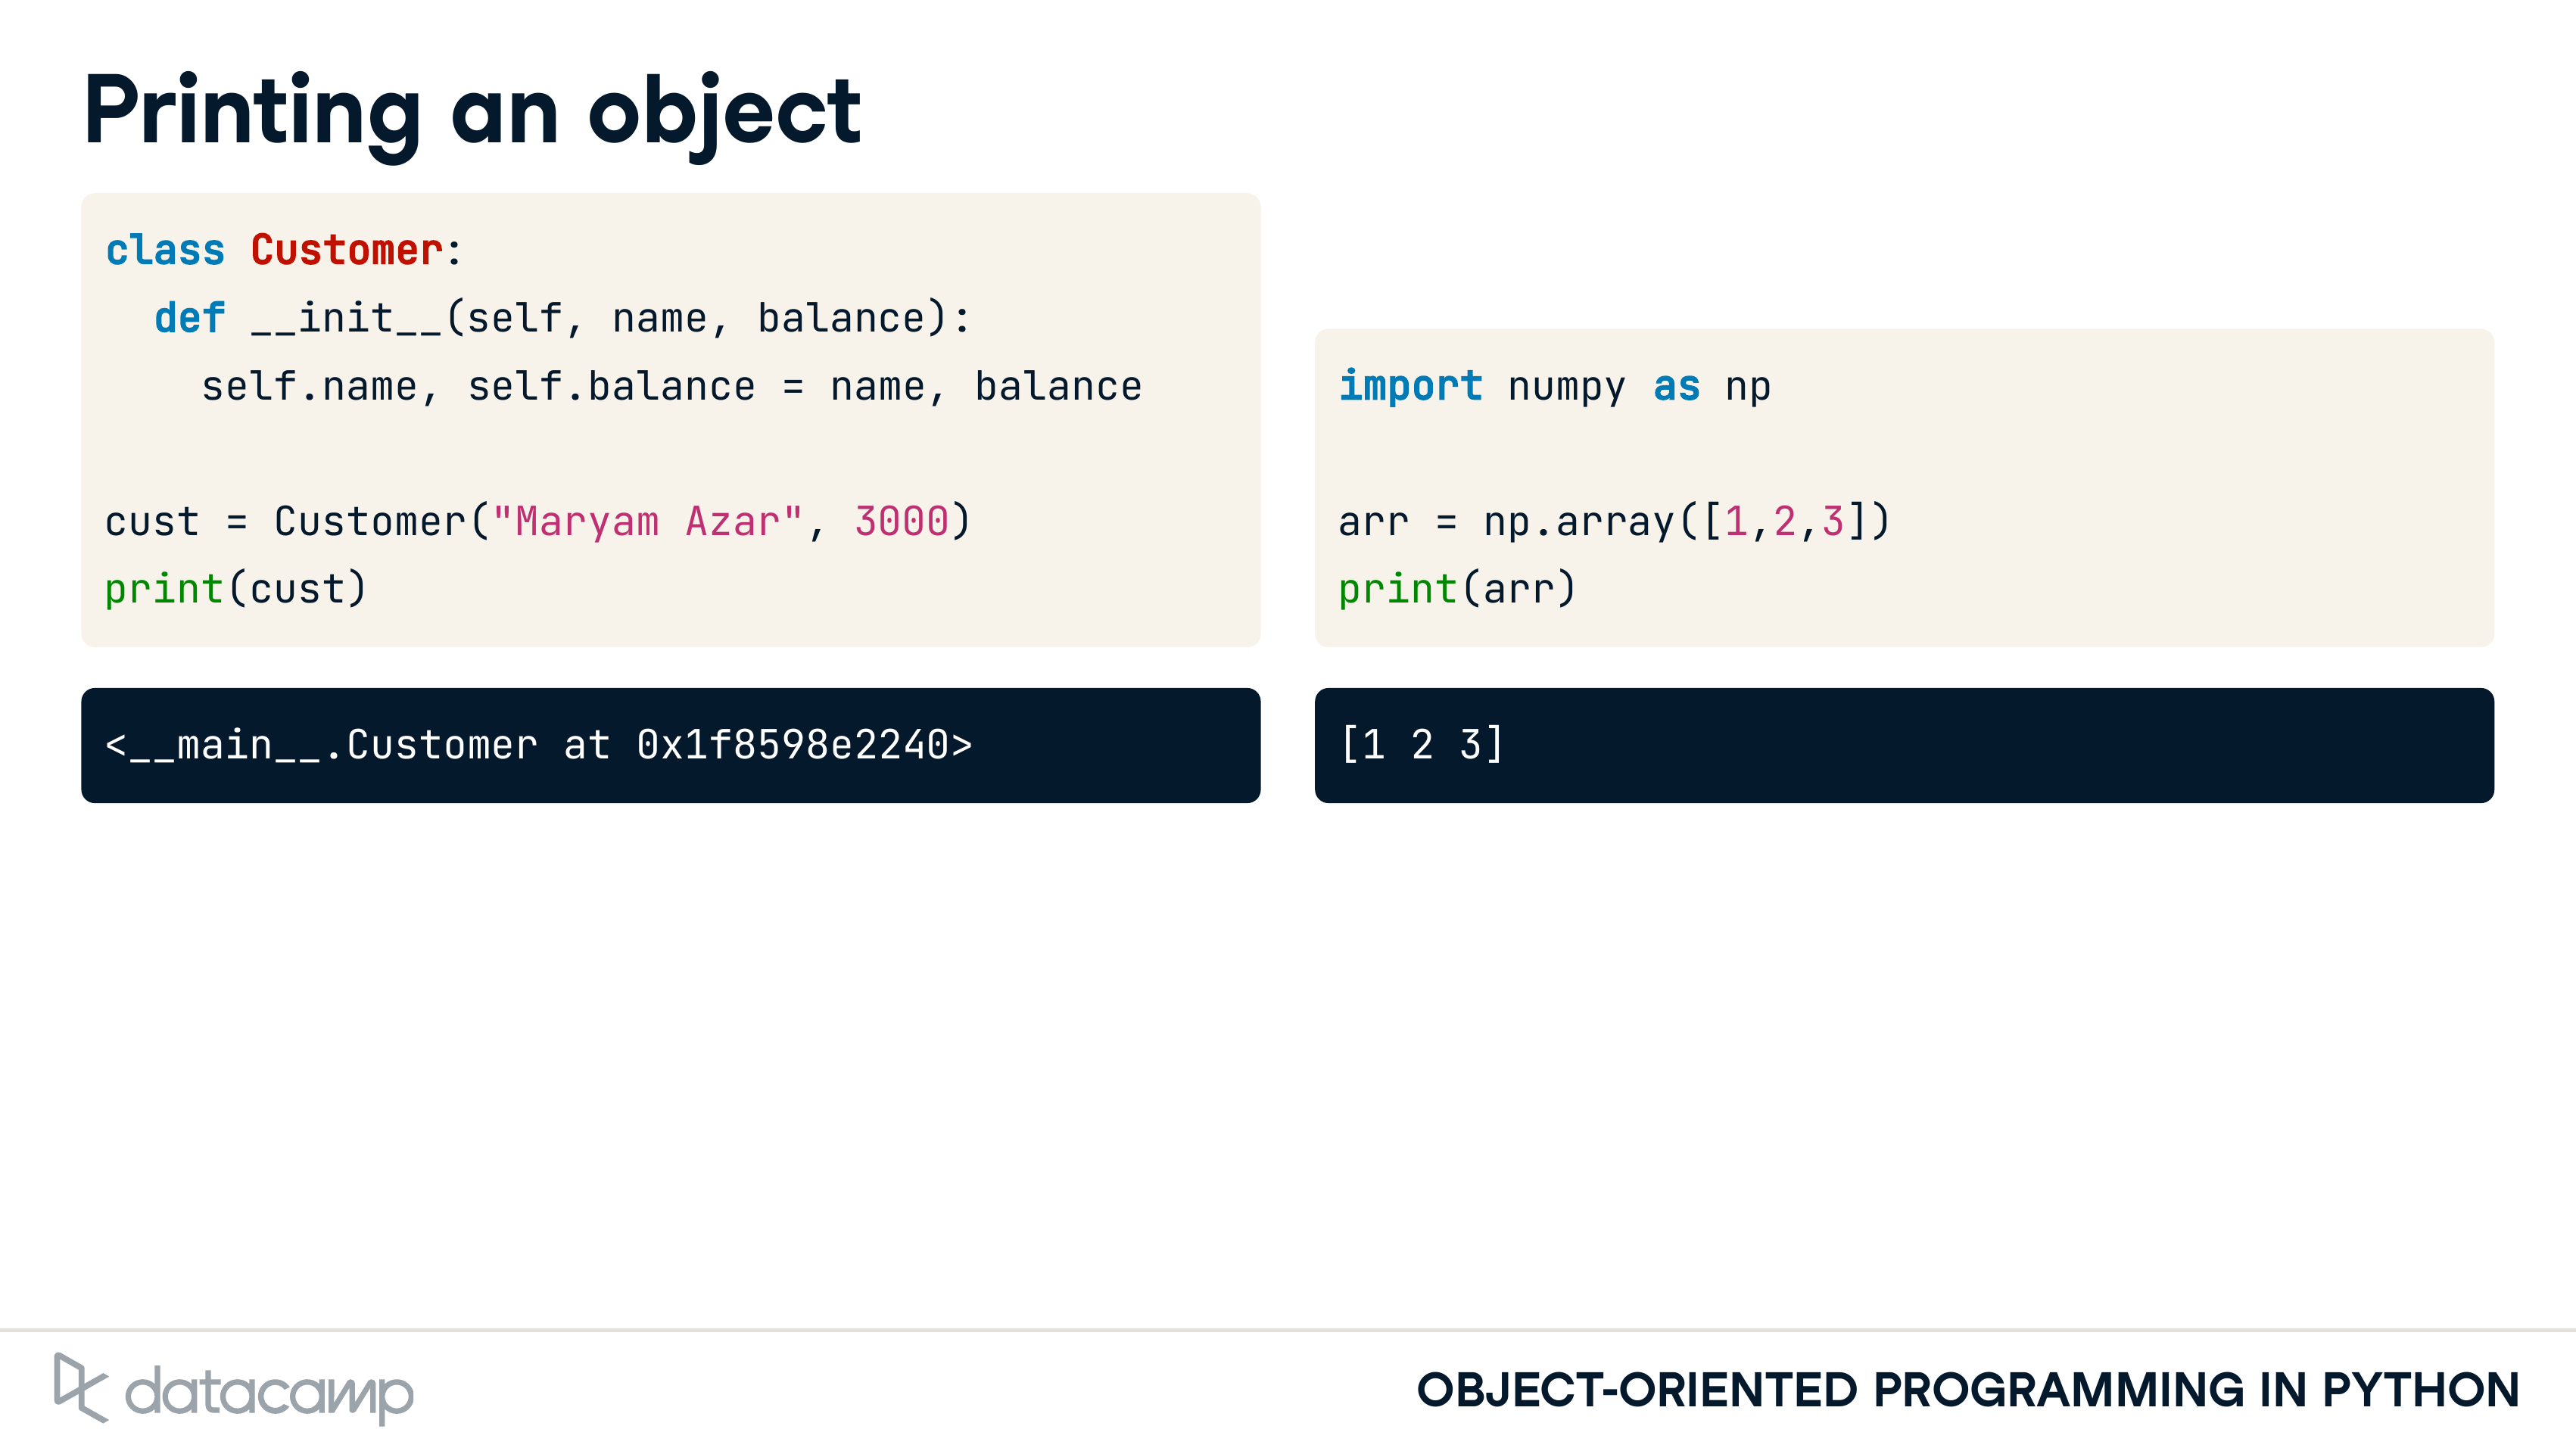 Printing an object
class Customer:
  def __init__(self, name, balance):
    self.name, self.balance = name, balance

cust = Customer("Maryam Azar", 3000)
print(cust)
<__main__.Customer at 0x1f8598e2240>
import numpy as np

arr = np.array([1,2,3])
print(arr)
[1 2 3]
datacamp
OBJECT-ORIENTED PROGRAMMING IN PYTHON